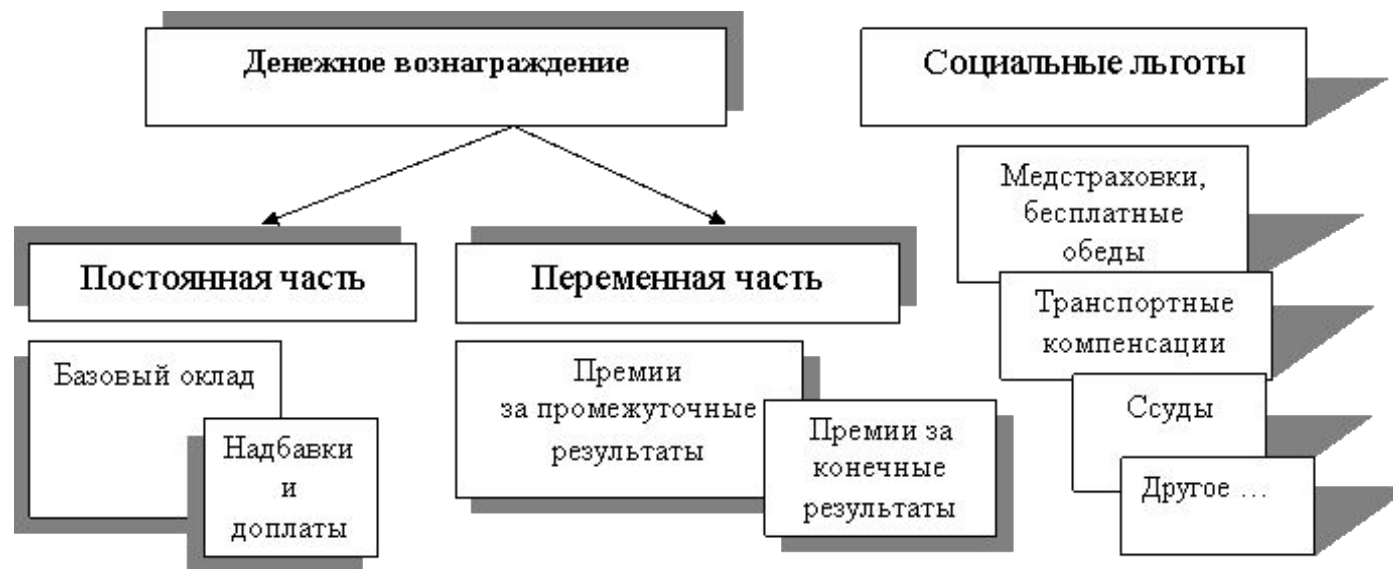 Денежное вознаграждение
Социальные льготы
Постоянная часть
Базовый оклад
Надбавки
и
доплаты
Переменная часть
Премии
за промежуточные
результаты
Премии за
конечные
результаты
Медстраховки,
бесплатные
обеды
Транспортные
компенсации
Ссуды
Другое ...